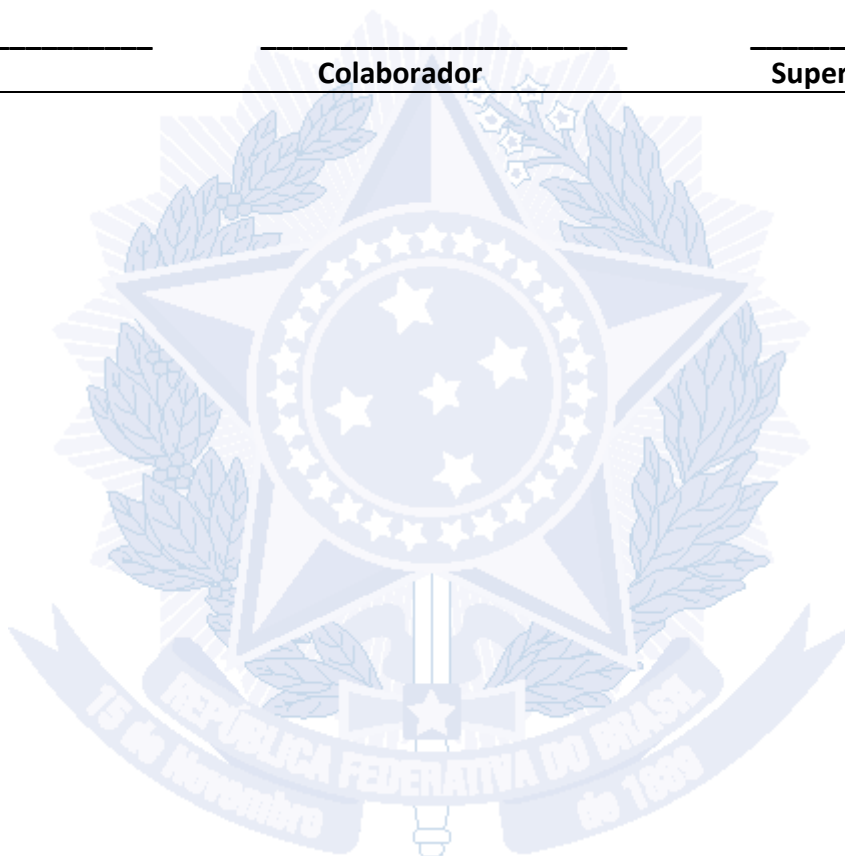 Colaborador Super
REPÚBLICA FEDERATIVA DO BRASIL
15 de Novembro de 1889